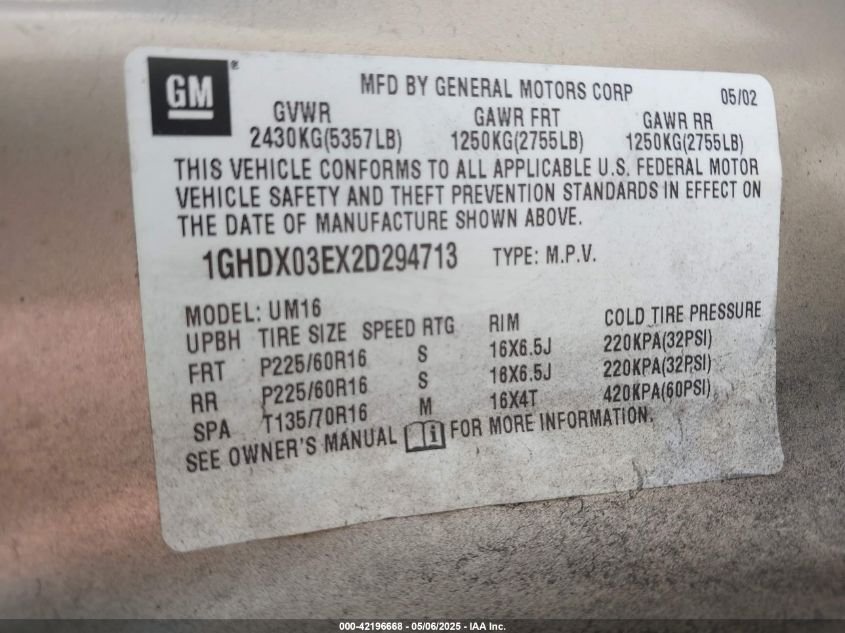 GM ®
MFD BY GENERAL MOTORS CORP 05/02
GVWR GAWR FRT GAWR RR
2430KG(5357LB) 1250KG(2755LB) 1250KG(2755LB)
THIS VEHICLE CONFORMS TO ALL APPLICABLE U.S. FEDERAL MOTOR
VEHICLE SAFETY AND THEFT PREVENTION STANDARDS IN EFFECT ON
THE DATE OF MANUFACTURE SHOWN ABOVE.
1GHDX03EX2D294713 TYPE: M.P.V.
MODEL: UM16
UPBH TIRE SIZE SPEED RTG RIM COLD TIRE PRESSURE
FRT P225/60R16 S 16X6.5J 220KPA(32PSI)
RR P225/60R16 S 16X6.5J 220KPA(32PSI)
SPA T135/70R16 M 16X4T 420KPA(60PSI)
SEE OWNER'S MANUAL FOR MORE INFORMATION.
000-42196668 - 05/06/2025 - IAA Inc.